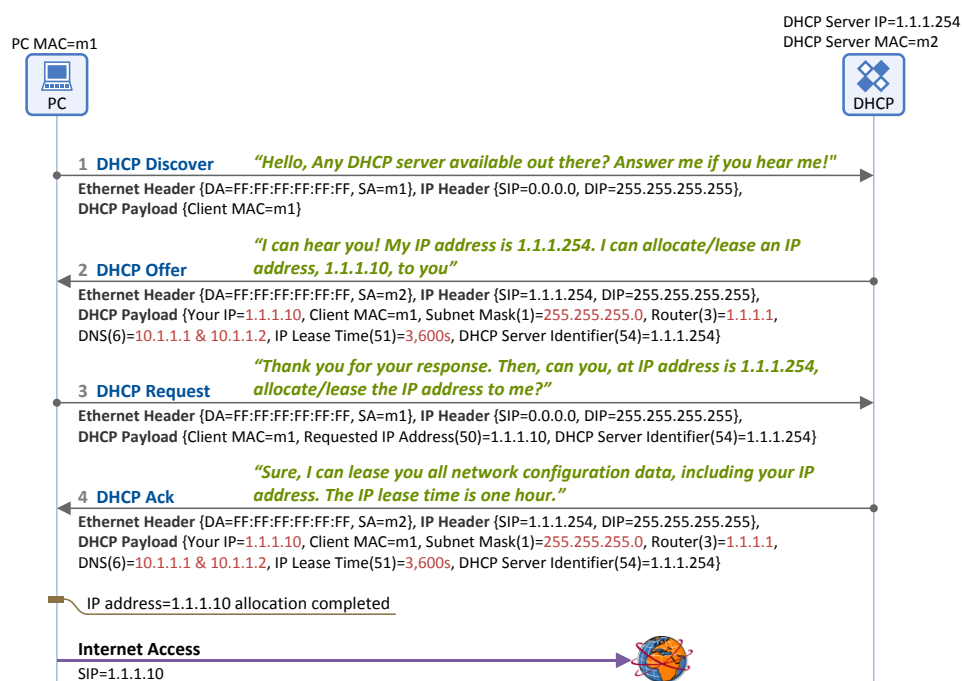 DHCP Server IP=1.1.1.254
PC MAC=m1
DHCP Server MAC=m2
PC
DHCP
1 DHCP Discover “Hello, Any DHCP server available out there? Answer me if you hear me!"
Ethernet Header {DA=FF:FF:FF:FF:FF:FF, SA=m1}, IP Header {SIP=0.0.0.0, DIP=255.255.255.255},
DHCP Payload {Client MAC=m1}
“I can hear you! My IP address is 1.1.1.254. I can allocate/lease an IP
2 DHCP Offer address, 1.1.1.10, to you”
Ethernet Header {DA=FF:FF:FF:FF:FF:FF, SA=m2}, IP Header {SIP=1.1.1.254, DIP=255.255.255.255},
DHCP Payload {Your IP=1.1.1.10, Client MAC=m1, Subnet Mask(1)=255.255.255.0, Router(3)=1.1.1.1,
DNS(6)=10.1.1.1 & 10.1.1.2, IP Lease Time(51)=3,600s, DHCP Server Identifier(54)=1.1.1.254}
“Thank you for your response. Then, can you, at IP address is 1.1.1.254,
3 DHCP Request allocate/lease the IP address to me?”
Ethernet Header {DA=FF:FF:FF:FF:FF:FF, SA=m1}, IP Header {SIP=0.0.0.0, DIP=255.255.255.255},
DHCP Payload {Client MAC=m1, Requested IP Address(50)=1.1.1.10, DHCP Server Identifier(54)=1.1.1.254}
“Sure, I can lease you all network configuration data, including your IP
4 DHCP Ack address. The IP lease time is one hour.”
Ethernet Header {DA=FF:FF:FF:FF:FF:FF, SA=m2}, IP Header {SIP=1.1.1.254, DIP=255.255.255.255},
DHCP Payload {Your IP=1.1.1.10, Client MAC=m1, Subnet Mask(1)=255.255.255.0, Router(3)=1.1.1.1,
DNS(6)=10.1.1.1 & 10.1.1.2, IP Lease Time(51)=3,600s, DHCP Server Identifier(54)=1.1.1.254}
IP address=1.1.1.10 allocation completed
Internet Access
SIP=1.1.1.10